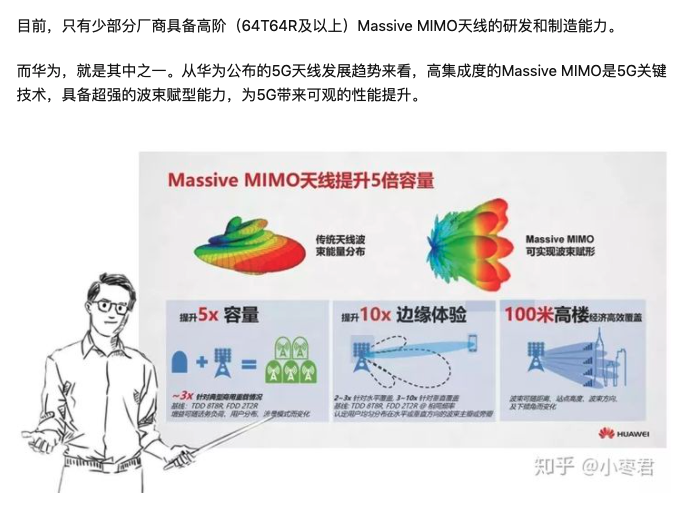 目前，只有少部分厂商具备高阶（64T64R及以上）Massive MIMO天线的研发和制造能力。
而华为，就是其中之一。从华为公布的5G天线发展趋势来看，高集成度的Massive MIMO是5G关键
技术，具备超强的波束赋型能力，为5G带来可观的性能提升。
Massive MIMO天线提升5倍容量
传统天线波
束能量分布
Massive MIMO
可实现波束赋形
提升5x 容量
~3x 针对典型商用重载情况
基线：TDD 8T8R, FDD 2T2R
增益可随话务负荷、用户分布、涉考模式而变化
提升10x 边缘体验
2~3x 针对水平覆盖, 3~10x 针对垂直覆盖
基线: TDD 8T8R, FDD 2T2R @ 相同频率
认定用户均匀分布在水平或垂直方向的波束主瓣或旁瓣
100米高楼经济高效覆盖
波束可随距离、站点高度、波束方向、
及下倾角而变化
HUAWEI
知乎 @小枣君